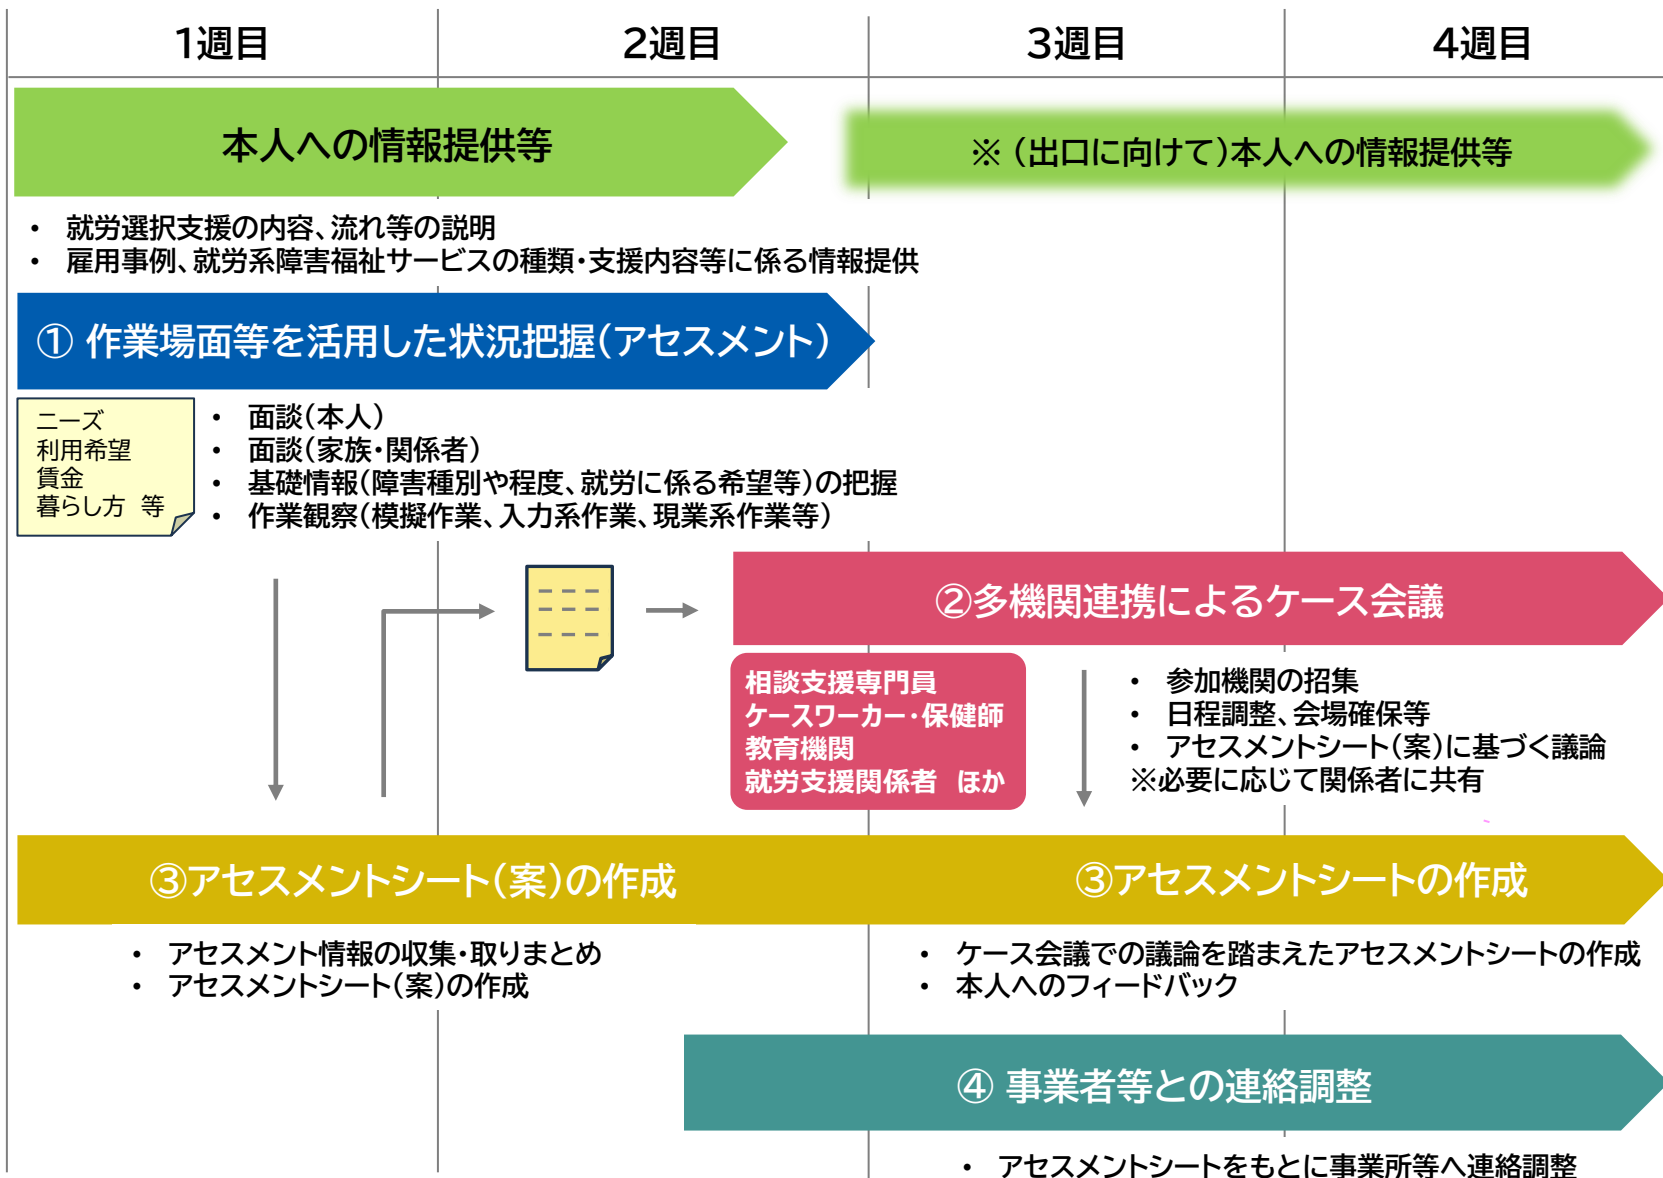 1週目
2週目
3週目
4週目
本人への情報提供等
※（出口に向けて）本人への情報提供等
• 就労選択支援の内容、流れ等の説明
• 雇用事例、就労系障害福祉サービスの種類・支援内容等に係る情報提供
① 作業場面等を活用した状況把握（アセスメント）
ニーズ
利用希望
賃金
暮らし方 等
• 面談（本人）
• 面談（家族・関係者）
• 基礎情報（障害種別や程度、就労に係る希望等）の把握
• 作業観察（模擬作業、入力系作業、現業系作業等）
②多機関連携によるケース会議
相談支援専門員
ケースワーカー・保健師
教育機関
就労支援関係者 ほか
• 参加機関の招集
• 日程調整、会場確保等
• アセスメントシート（案）に基づく議論
※必要に応じて関係者に共有
③アセスメントシート（案）の作成
③アセスメントシートの作成
• アセスメント情報の収集・取りまとめ
• アセスメントシート（案）の作成
• ケース会議での議論を踏まえたアセスメントシートの作成
• 本人へのフィードバック
④ 事業者等との連絡調整
• アセスメントシートをもとに事業所等へ連絡調整